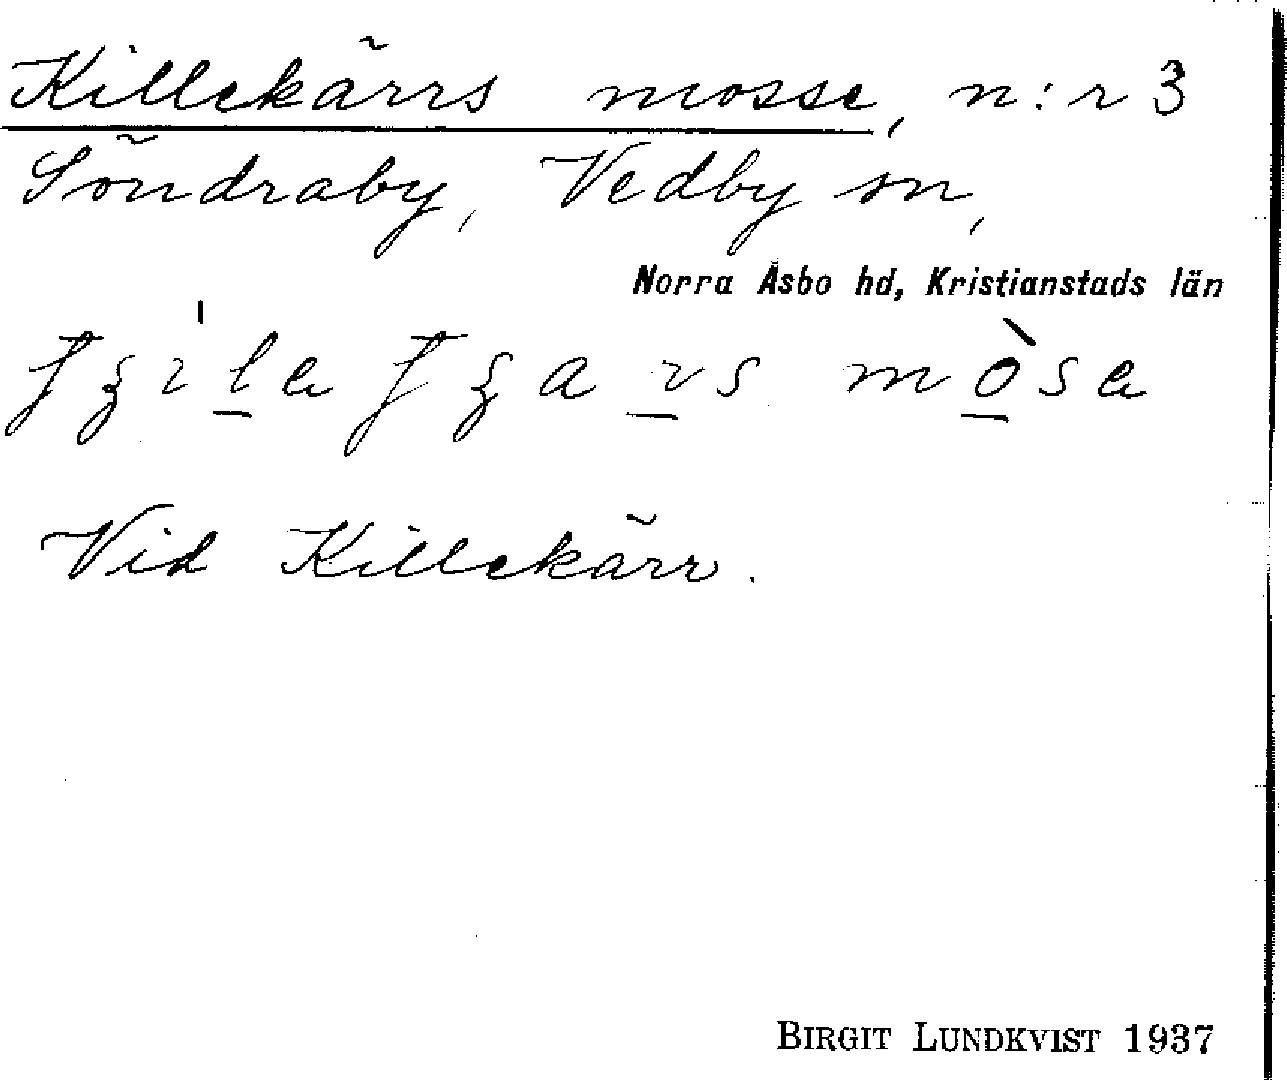 Killekärrs mosse, n:r 3
Söndraby, Vedby sn,
Norra Åsbo hd, Kristianstads län
Vid Killekärr.
BIRGIT LUNDKVIST 1937